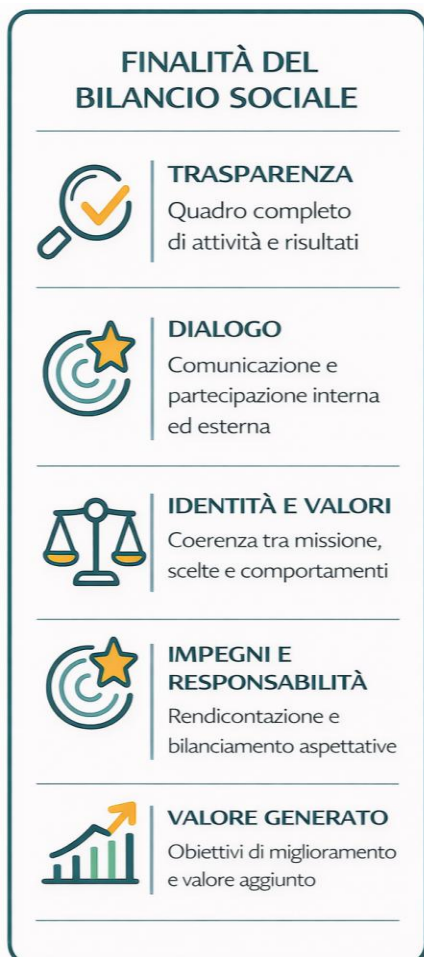 FINALITÀ DEL
BILANCIO SOCIALE
TRASPARENZA
Quadro completo
di attività e risultati
DIALOGO
Comunicazione e
partecipazione interna
ed esterna
IDENTITÀ E VALORI
Coerenza tra missione,
scelte e comportamenti
IMPEGNI E
RESPONSABILITÀ
Rendicontazione e
bilanciamento aspettative
VALORE GENERATO
Obiettivi di miglioramento
e valore aggiunto